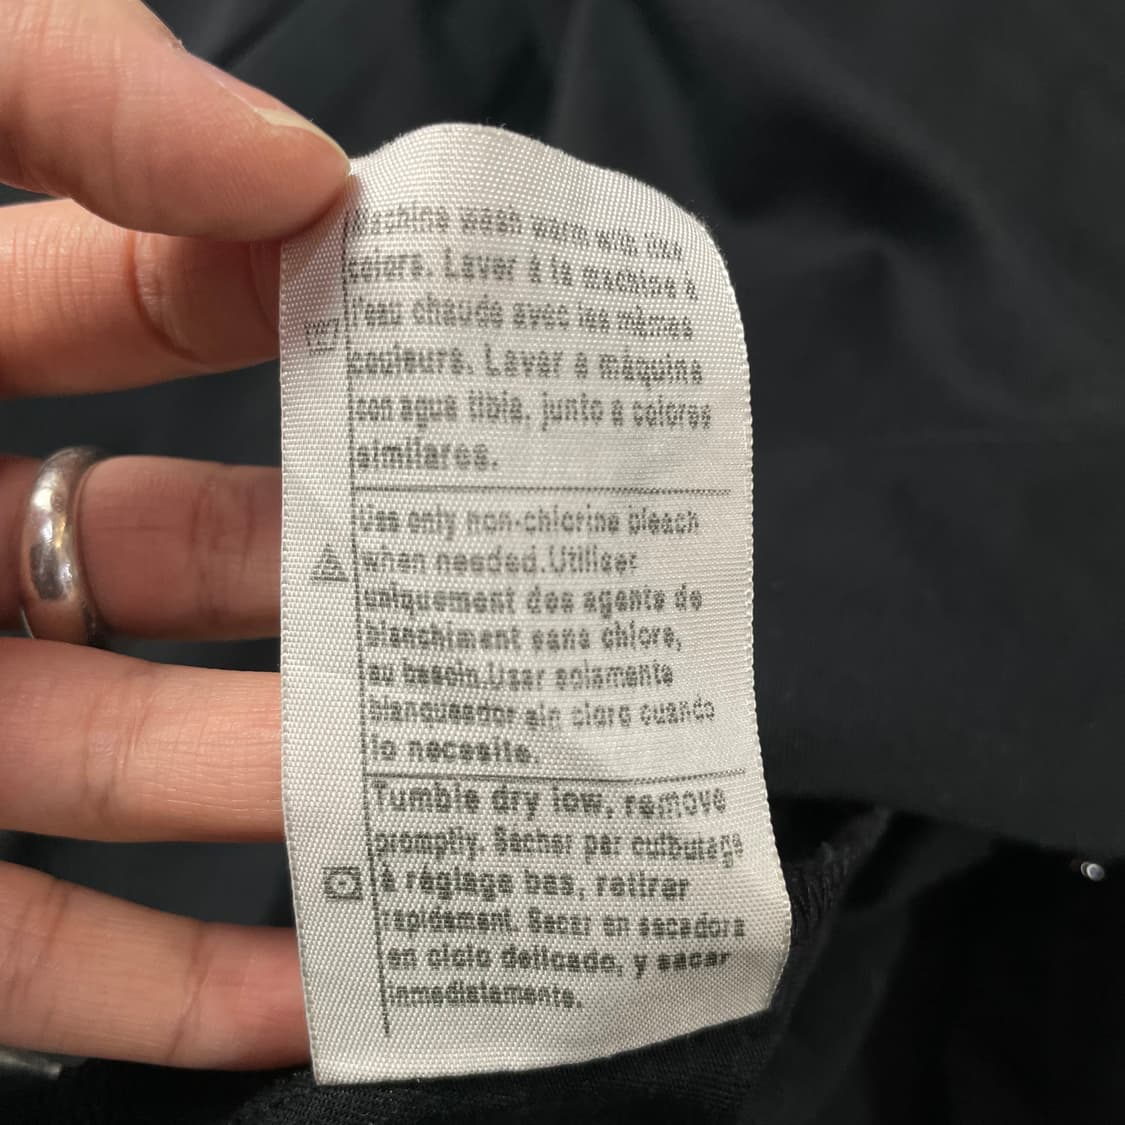 Machine wash warm with like
colors. Laver à la machine à
l'eau chaude avec les mêmes
couleurs. Lavar a máquina
con agua tibia, junto a colores
similares.
Use only non-chlorine bleach
when needed.Utiliser
uniquement des agents de
blanchiment sans chlore,
au besoin.Usar solamente
blanqueador sin cloro cuando
lo necesite.
Tumble dry low, remove
promptly. Sécher par culbutage
à réglage bas, retirer
rapidement. Secar en secadora
en ciclo delicado, y sacar
inmediatamente.